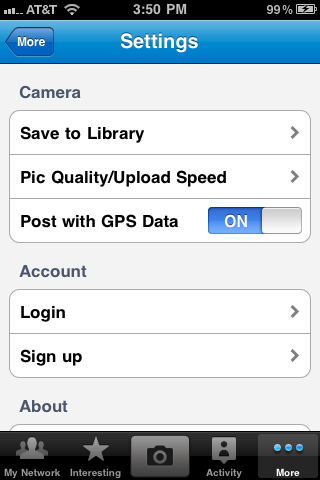 AT&T 3:50 PM 99%
More Settings
Camera
Save to Library
Pic Quality/Upload Speed
Post with GPS Data ON
Account
Login
Sign up
About
My Network Interesting Activity More